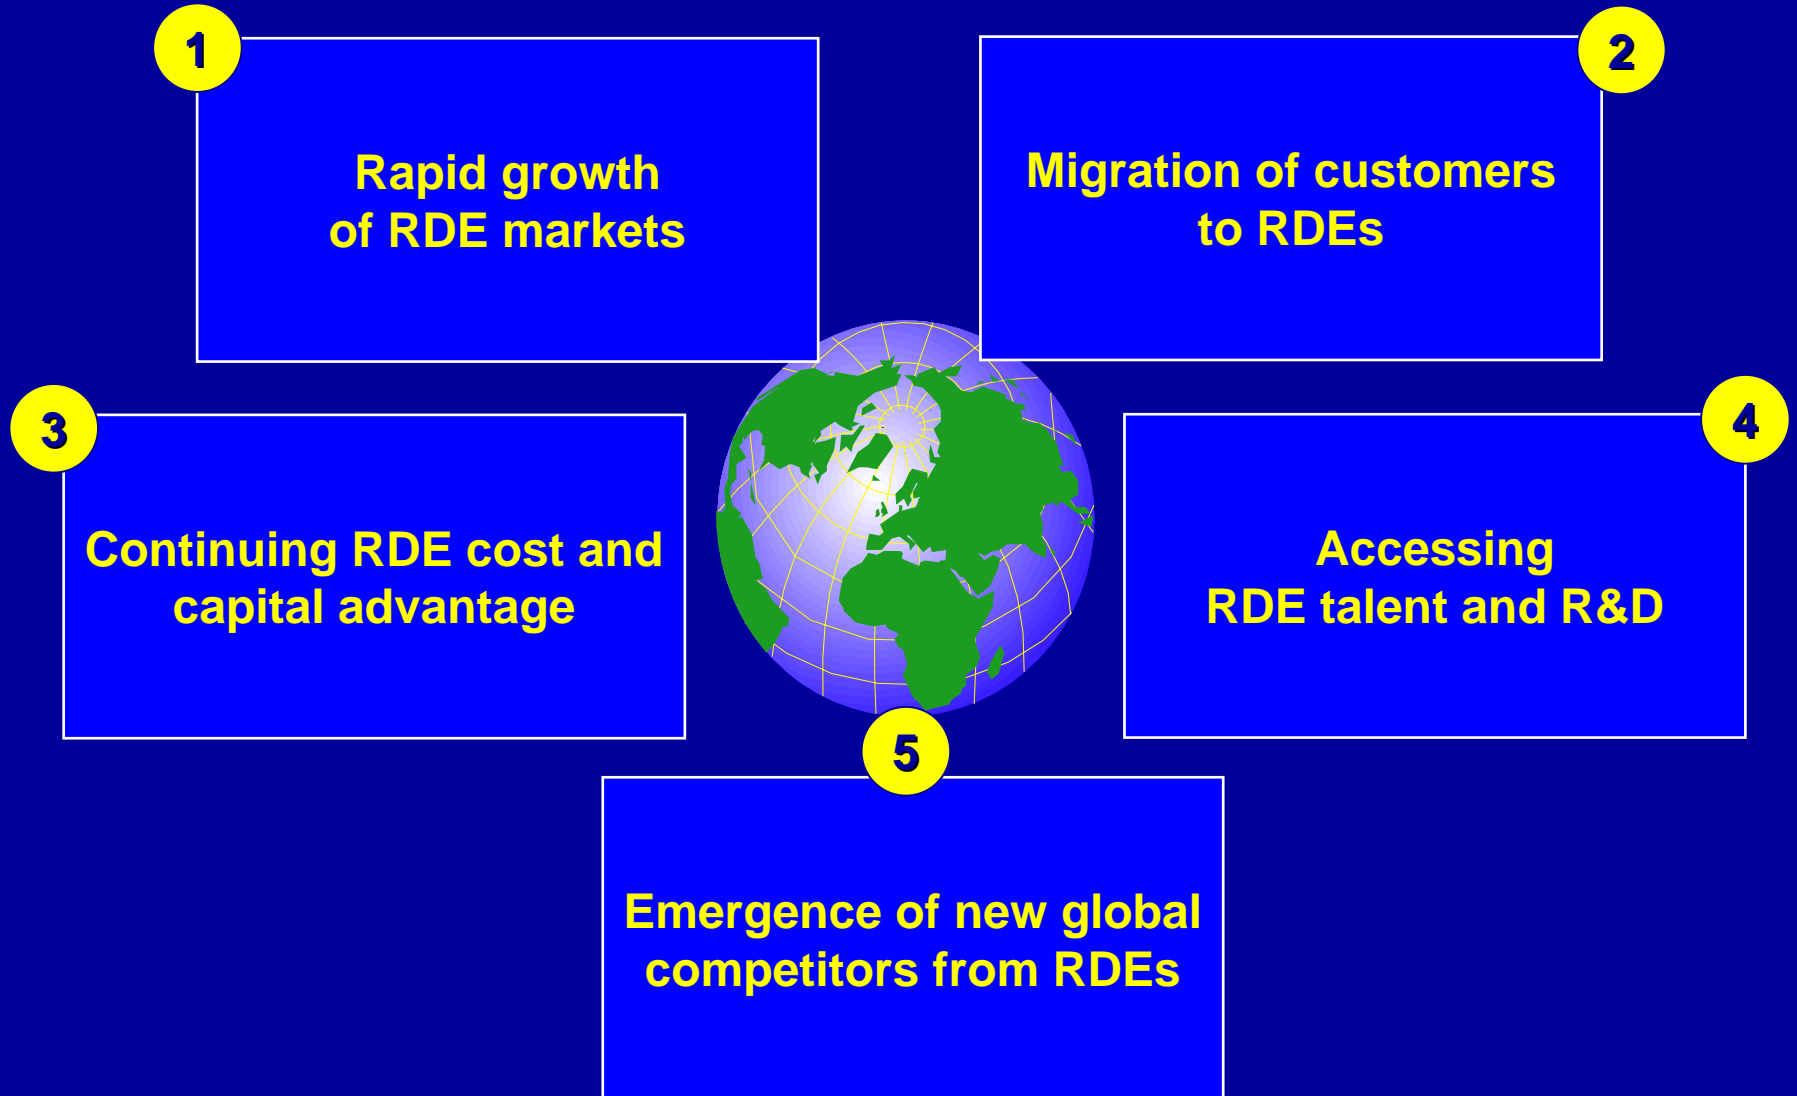 1
Rapid growth
of RDE markets
2
Migration of customers
to RDEs
3
Continuing RDE cost and
capital advantage
4
Accessing
RDE talent and R&D
5
Emergence of new global
competitors from RDEs